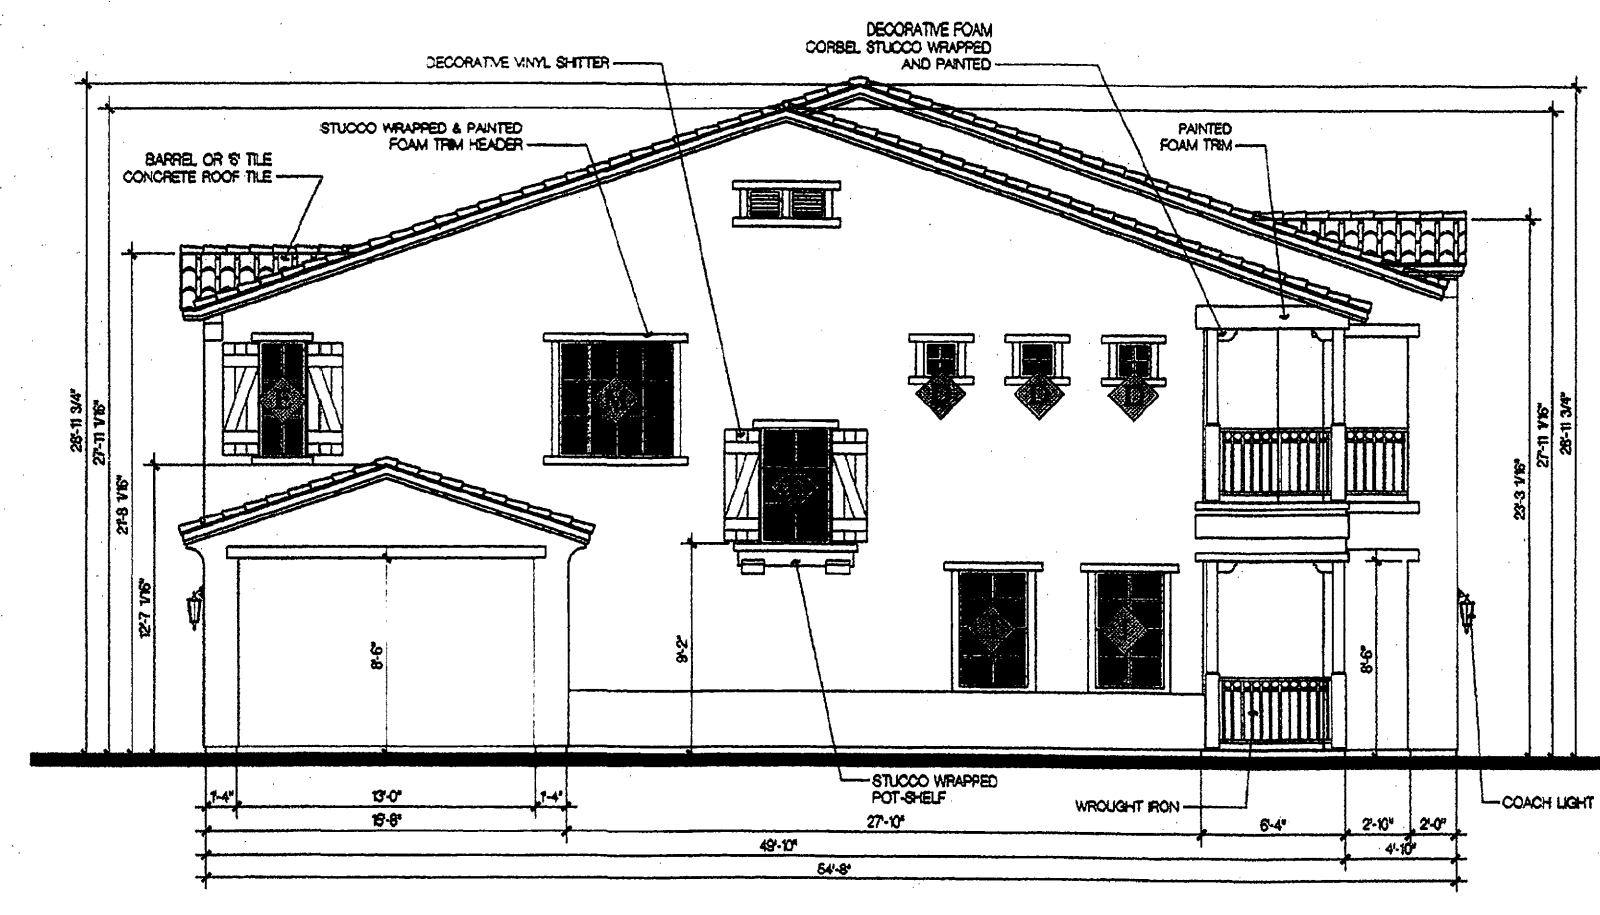 DECORATIVE FOAM
CORBEL STUCCO WRAPPED
AND PAINTED
DECORATIVE VINYL SHITTER
STUCCO WRAPPED & PAINTED
FOAM TRIM HEADER
PAINTED
FOAM TRIM
BARREL OR 'S' TILE
CONCRETE ROOF TILE
28'-11 3/4"
27'-11 1/16"
21'-8 1/16"
12'-7 1/16"
8'-6"
9'-2"
8'-6"
23'-3 1/16"
27'-11 1/16"
28'-11 3/4"
E
D
D
STUCCO WRAPPED
POT-SHELF
WROUGHT IRON
COACH LIGHT
1'-4"
13'-0"
1'-4"
15'-8"
27'-10"
6'-4"
2'-10"
2'-0"
49'-10"
4'-10"
54'-8"